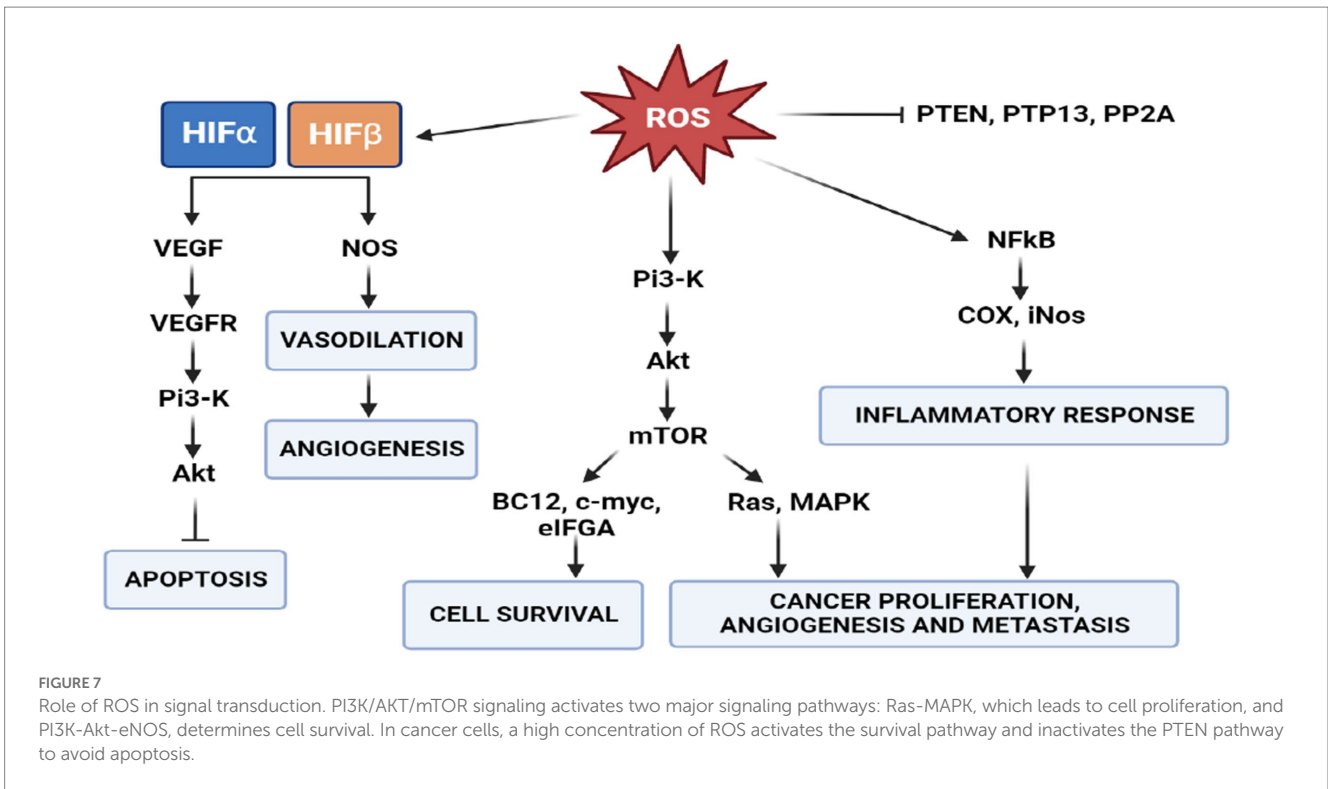 ROS
HIFα
HIFβ
PTEN, PTP13, PP2A
VEGF
NOS
NFkB
Pi3-K
VEGFR
VASODILATION
COX, iNos
Akt
Pi3-K
INFLAMMATORY RESPONSE
mTOR
ANGIOGENESIS
Akt
BC12, c-myc,
eIFGA
Ras, MAPK
APOPTOSIS
CELL SURVIVAL
CANCER PROLIFERATION,
ANGIOGENESIS AND METASTASIS
FIGURE 7
Role of ROS in signal transduction. PI3K/AKT/mTOR signaling activates two major signaling pathways: Ras-MAPK, which leads to cell proliferation, and
PI3K-Akt-eNOS, determines cell survival. In cancer cells, a high concentration of ROS activates the survival pathway and inactivates the PTEN pathway
to avoid apoptosis.